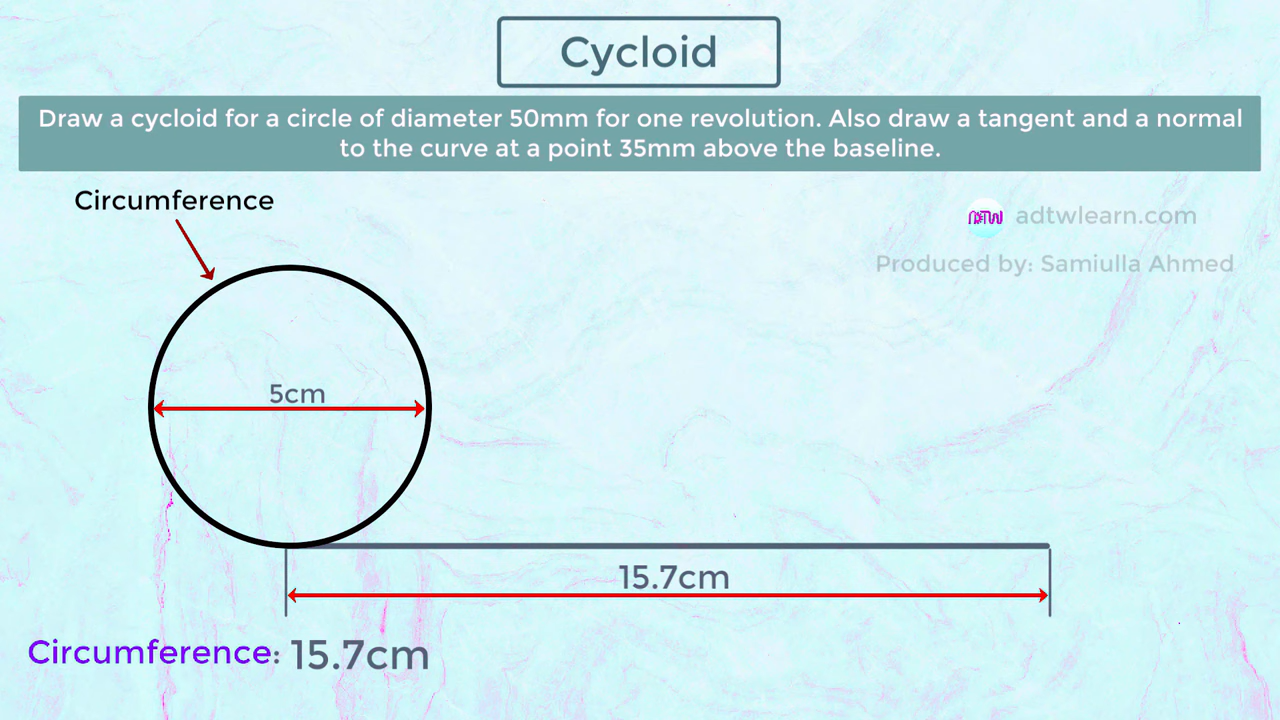 Cycloid
Draw a cycloid for a circle of diameter 50mm for one revolution. Also draw a tangent and a normal
to the curve at a point 35mm above the baseline.
Circumference
adtwlearn.com
Produced by: Samiulla Ahmed
5cm
15.7cm
Circumference: 15.7cm